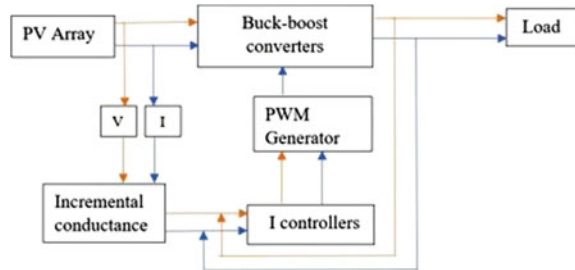 PV Array
Buck-boost
converters
Load
V
I
PWM
Generator
Incremental
conductance
I controllers